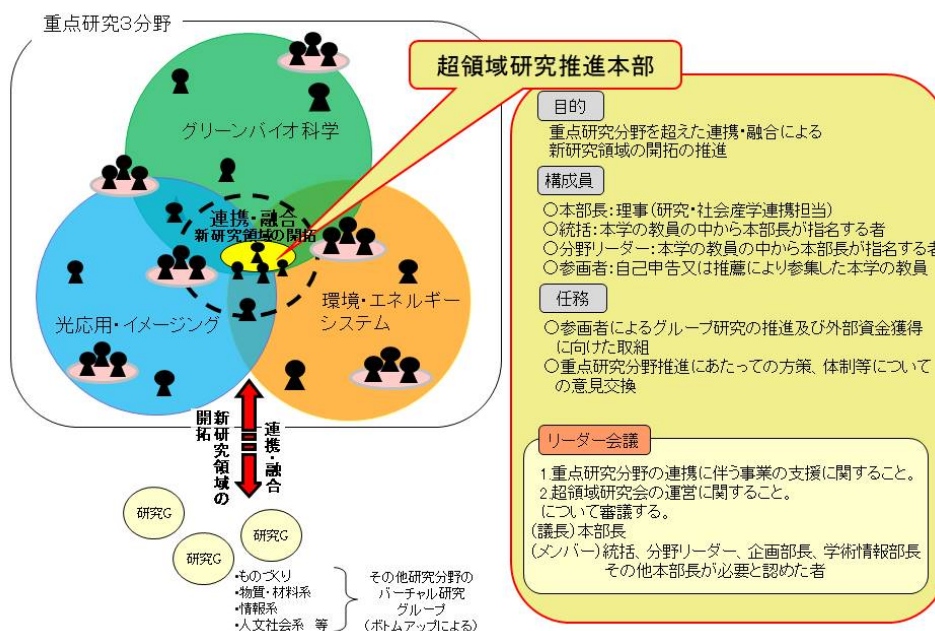 重点研究3分野
超領域研究推進本部
グリーンバイオ科学
連携・融合
新研究領域の開拓
光応用・イメージング
環境・エネルギー
システム
連携・融合
新研究領域の
開拓
研究G
研究G
研究G
・ものづくり
・物質・材料系
・情報系
・人文社会系 等
その他研究分野の
バーチャル研究
グループ
(ボトムアップによる)
目的
重点研究分野を超えた連携・融合による
新研究領域の開拓の推進
構成員
○本部長:理事(研究・社会産学連携担当)
○統括:本学の教員の中から本部長が指名する者
○分野リーダー:本学の教員の中から本部長が指名する者
○参画者:自己申告又は推薦により参集した本学の教員
任務
○参画者によるグループ研究の推進及び外部資金獲得
に向けた取組
○重点研究分野推進にあたっての方策、体制等について
の意見交換
リーダー会議
1.重点研究分野の連携に伴う事業の支援に関すること。
2.超領域研究会の運営に関すること。
について審議する。
(議長)本部長
(メンバー)統括、分野リーダー、企画部長、学術情報部長
その他本部長が必要と認めた者